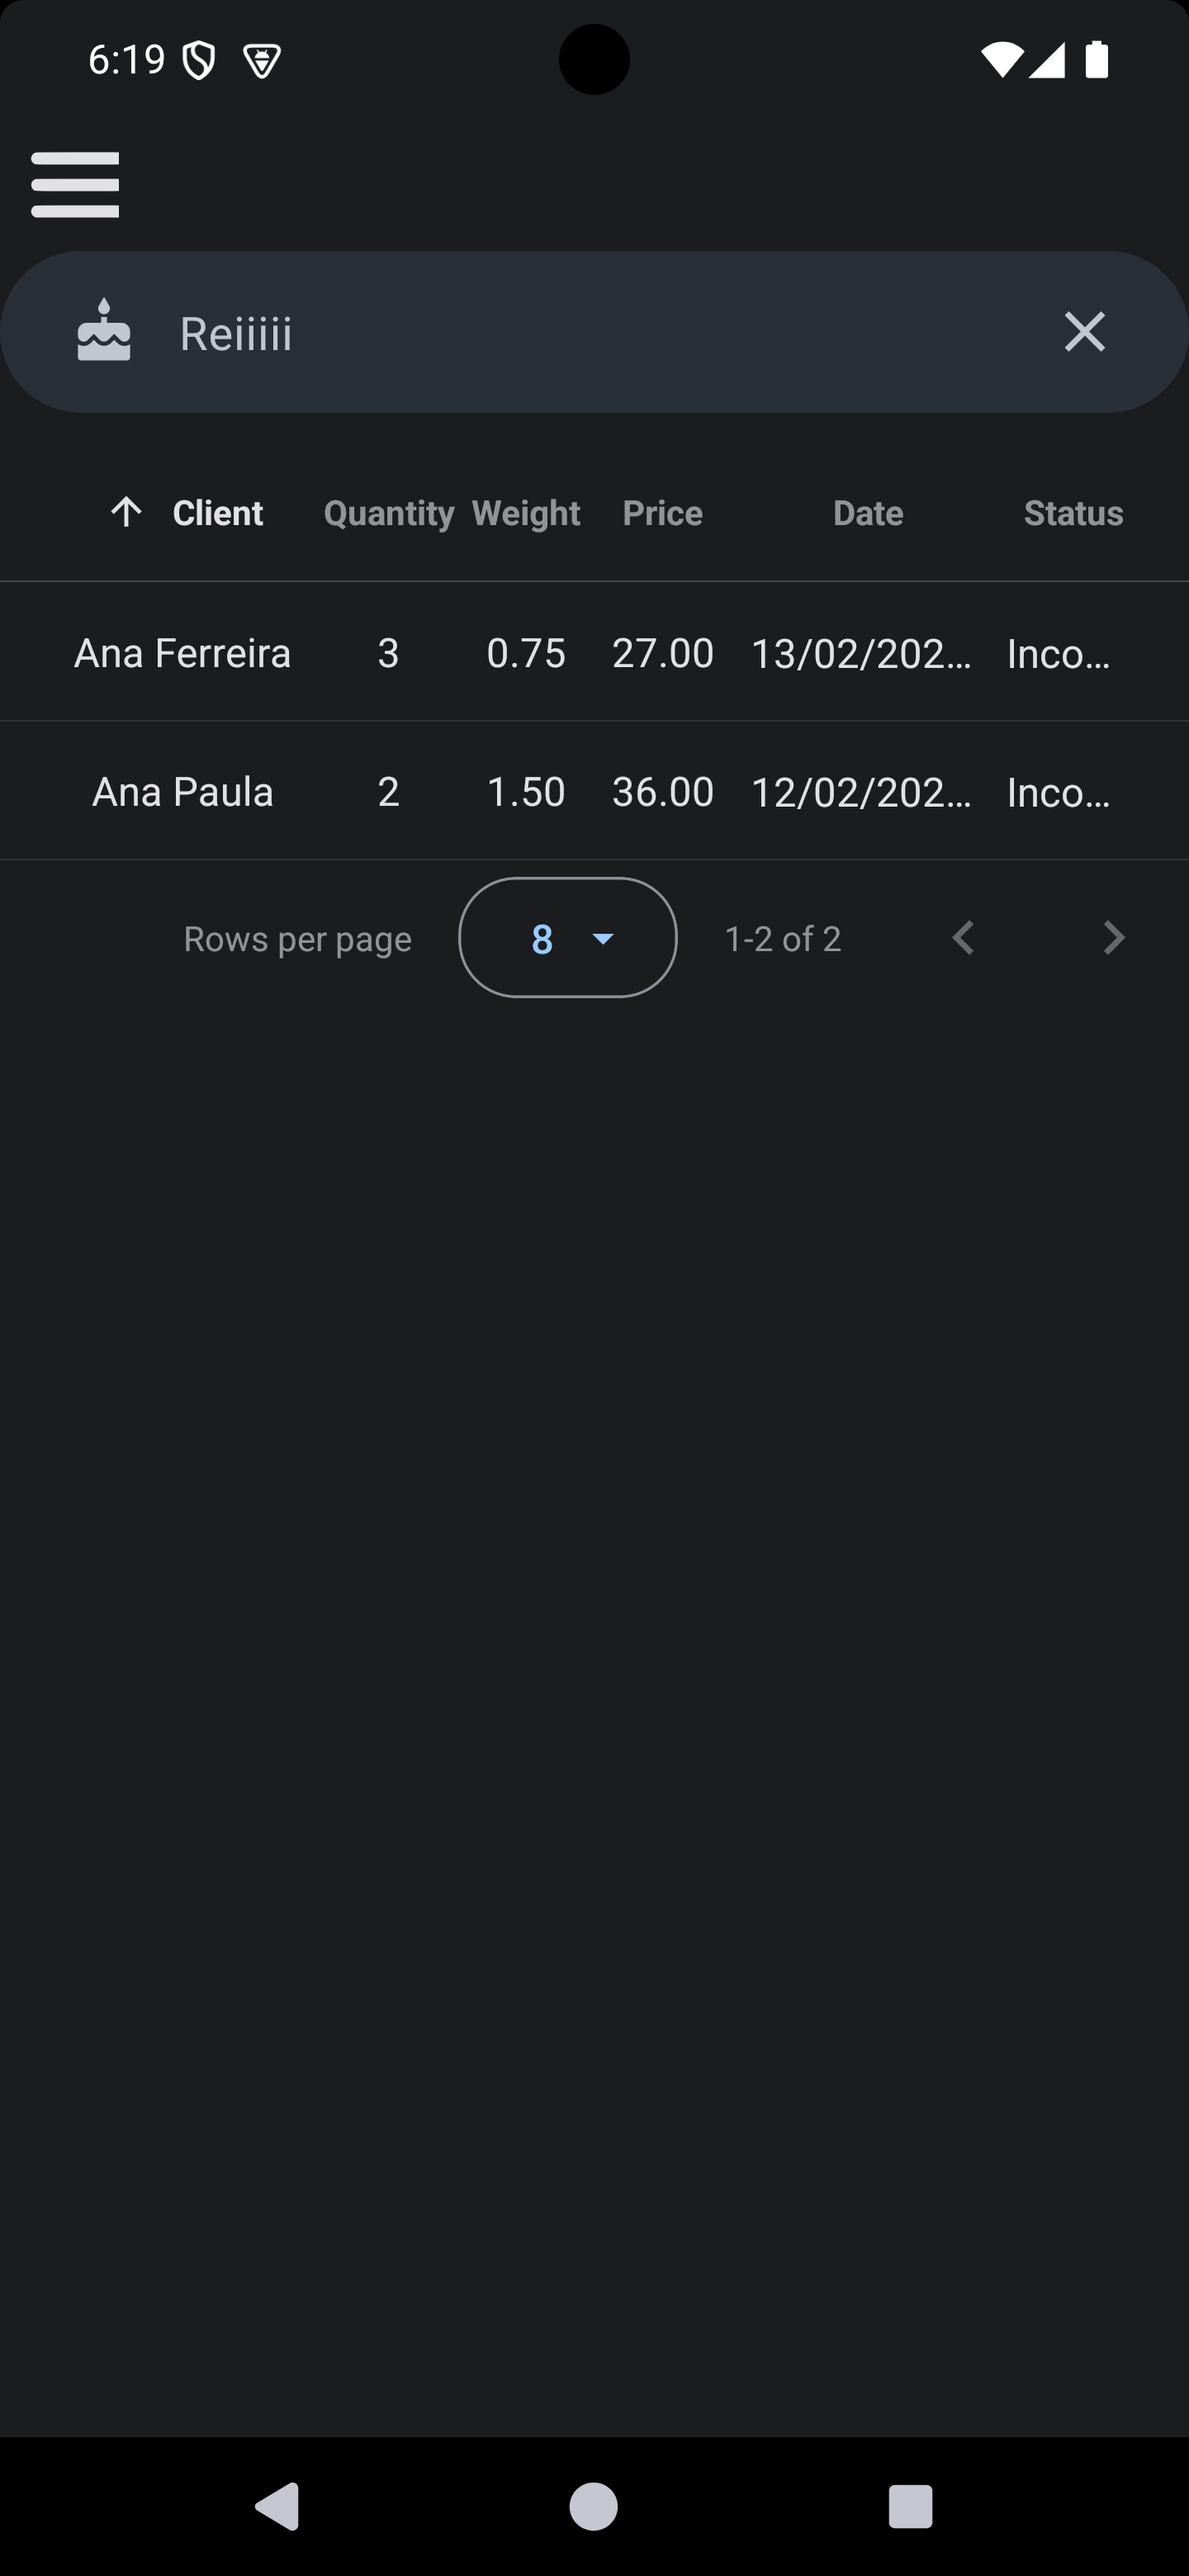 6:19
Reiiiii
Client Quantity Weight Price Date Status
Ana Ferreira 3 0.75 27.00 13/02/202… Inco…
Ana Paula 2 1.50 36.00 12/02/202… Inco…
Rows per page 8 1-2 of 2